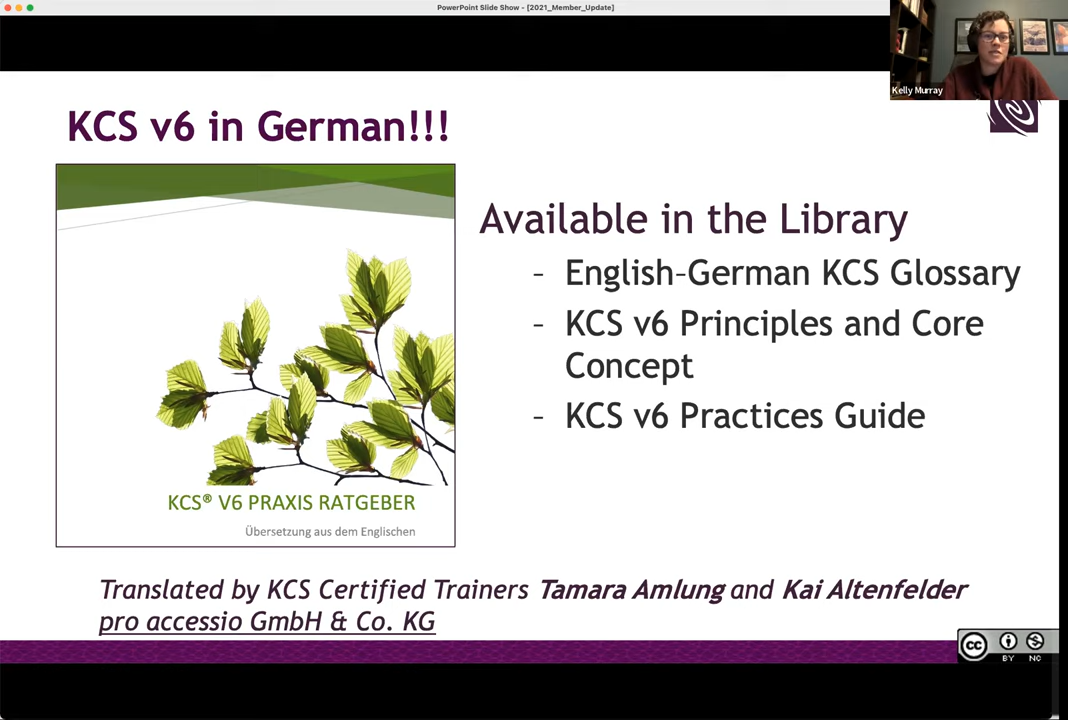 PowerPoint Slide Show - [2021_Member_Update]
Kelly Murray
KCS v6 in German!!!
Available in the Library
- English-German KCS Glossary
- KCS v6 Principles and Core
Concept
- KCS v6 Practices Guide
KCS® V6 PRAXIS RATGEBER
Übersetzung aus dem Englischen
Translated by KCS Certified Trainers Tamara Amlung and Kai Altenfelder
pro accessio GmbH & Co. KG
cc
BY NC